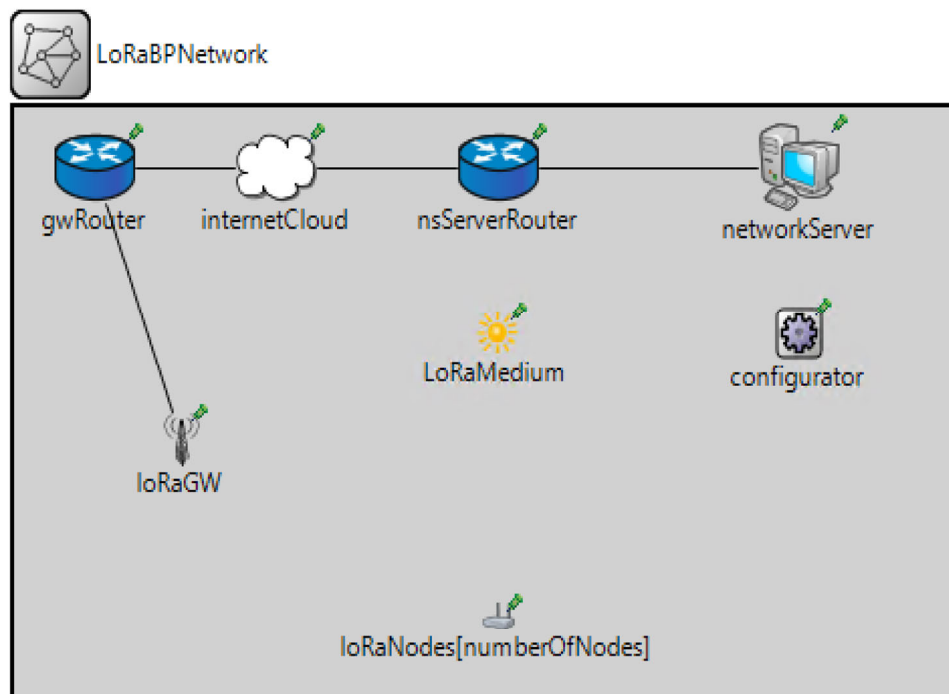 LoRaBPNetwork
gwRouter
internetCloud
nsServerRouter
networkServer
LoRaMedium
configurator
loRaGW
loRaNodes[numberOfNodes]